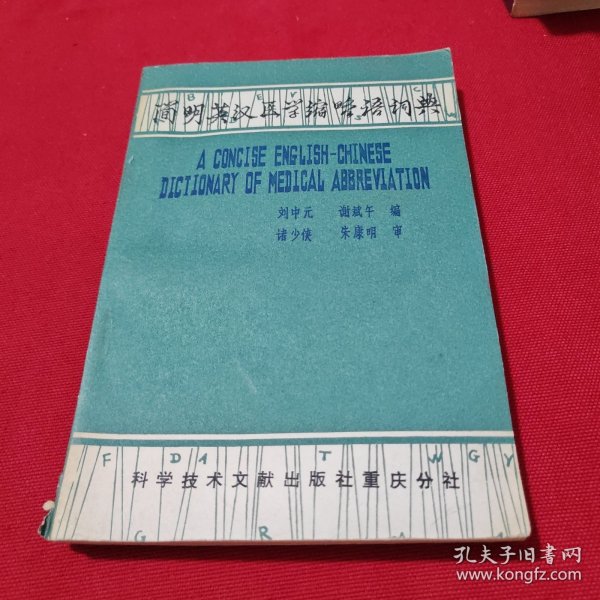 简明英汉医学缩略语词典
A CONCISE ENGLISH-CHINESE
DICTIONARY OF MEDICAL ABBREVIATION
刘中元 谢斌午 编
诸少侠 朱康明 审
F D A T W G Y
科学技术文献出版社重庆分社
G R
孔夫子旧书网
www.kongfz.com